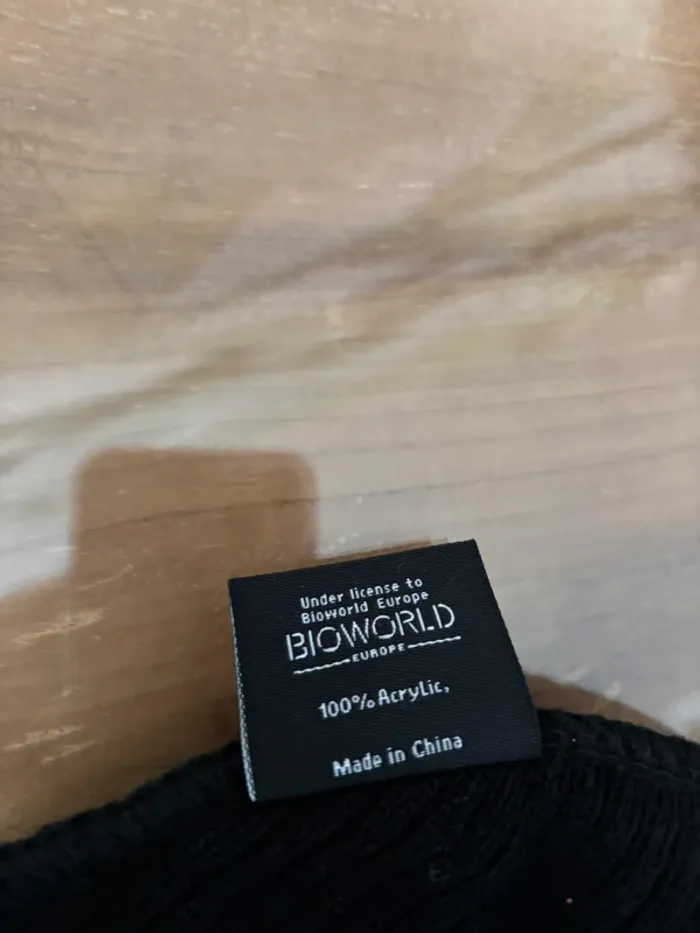 Under license to
Bioworld Europe
BIOWORLD
EUROPE
100% Acrylic,
Made in China